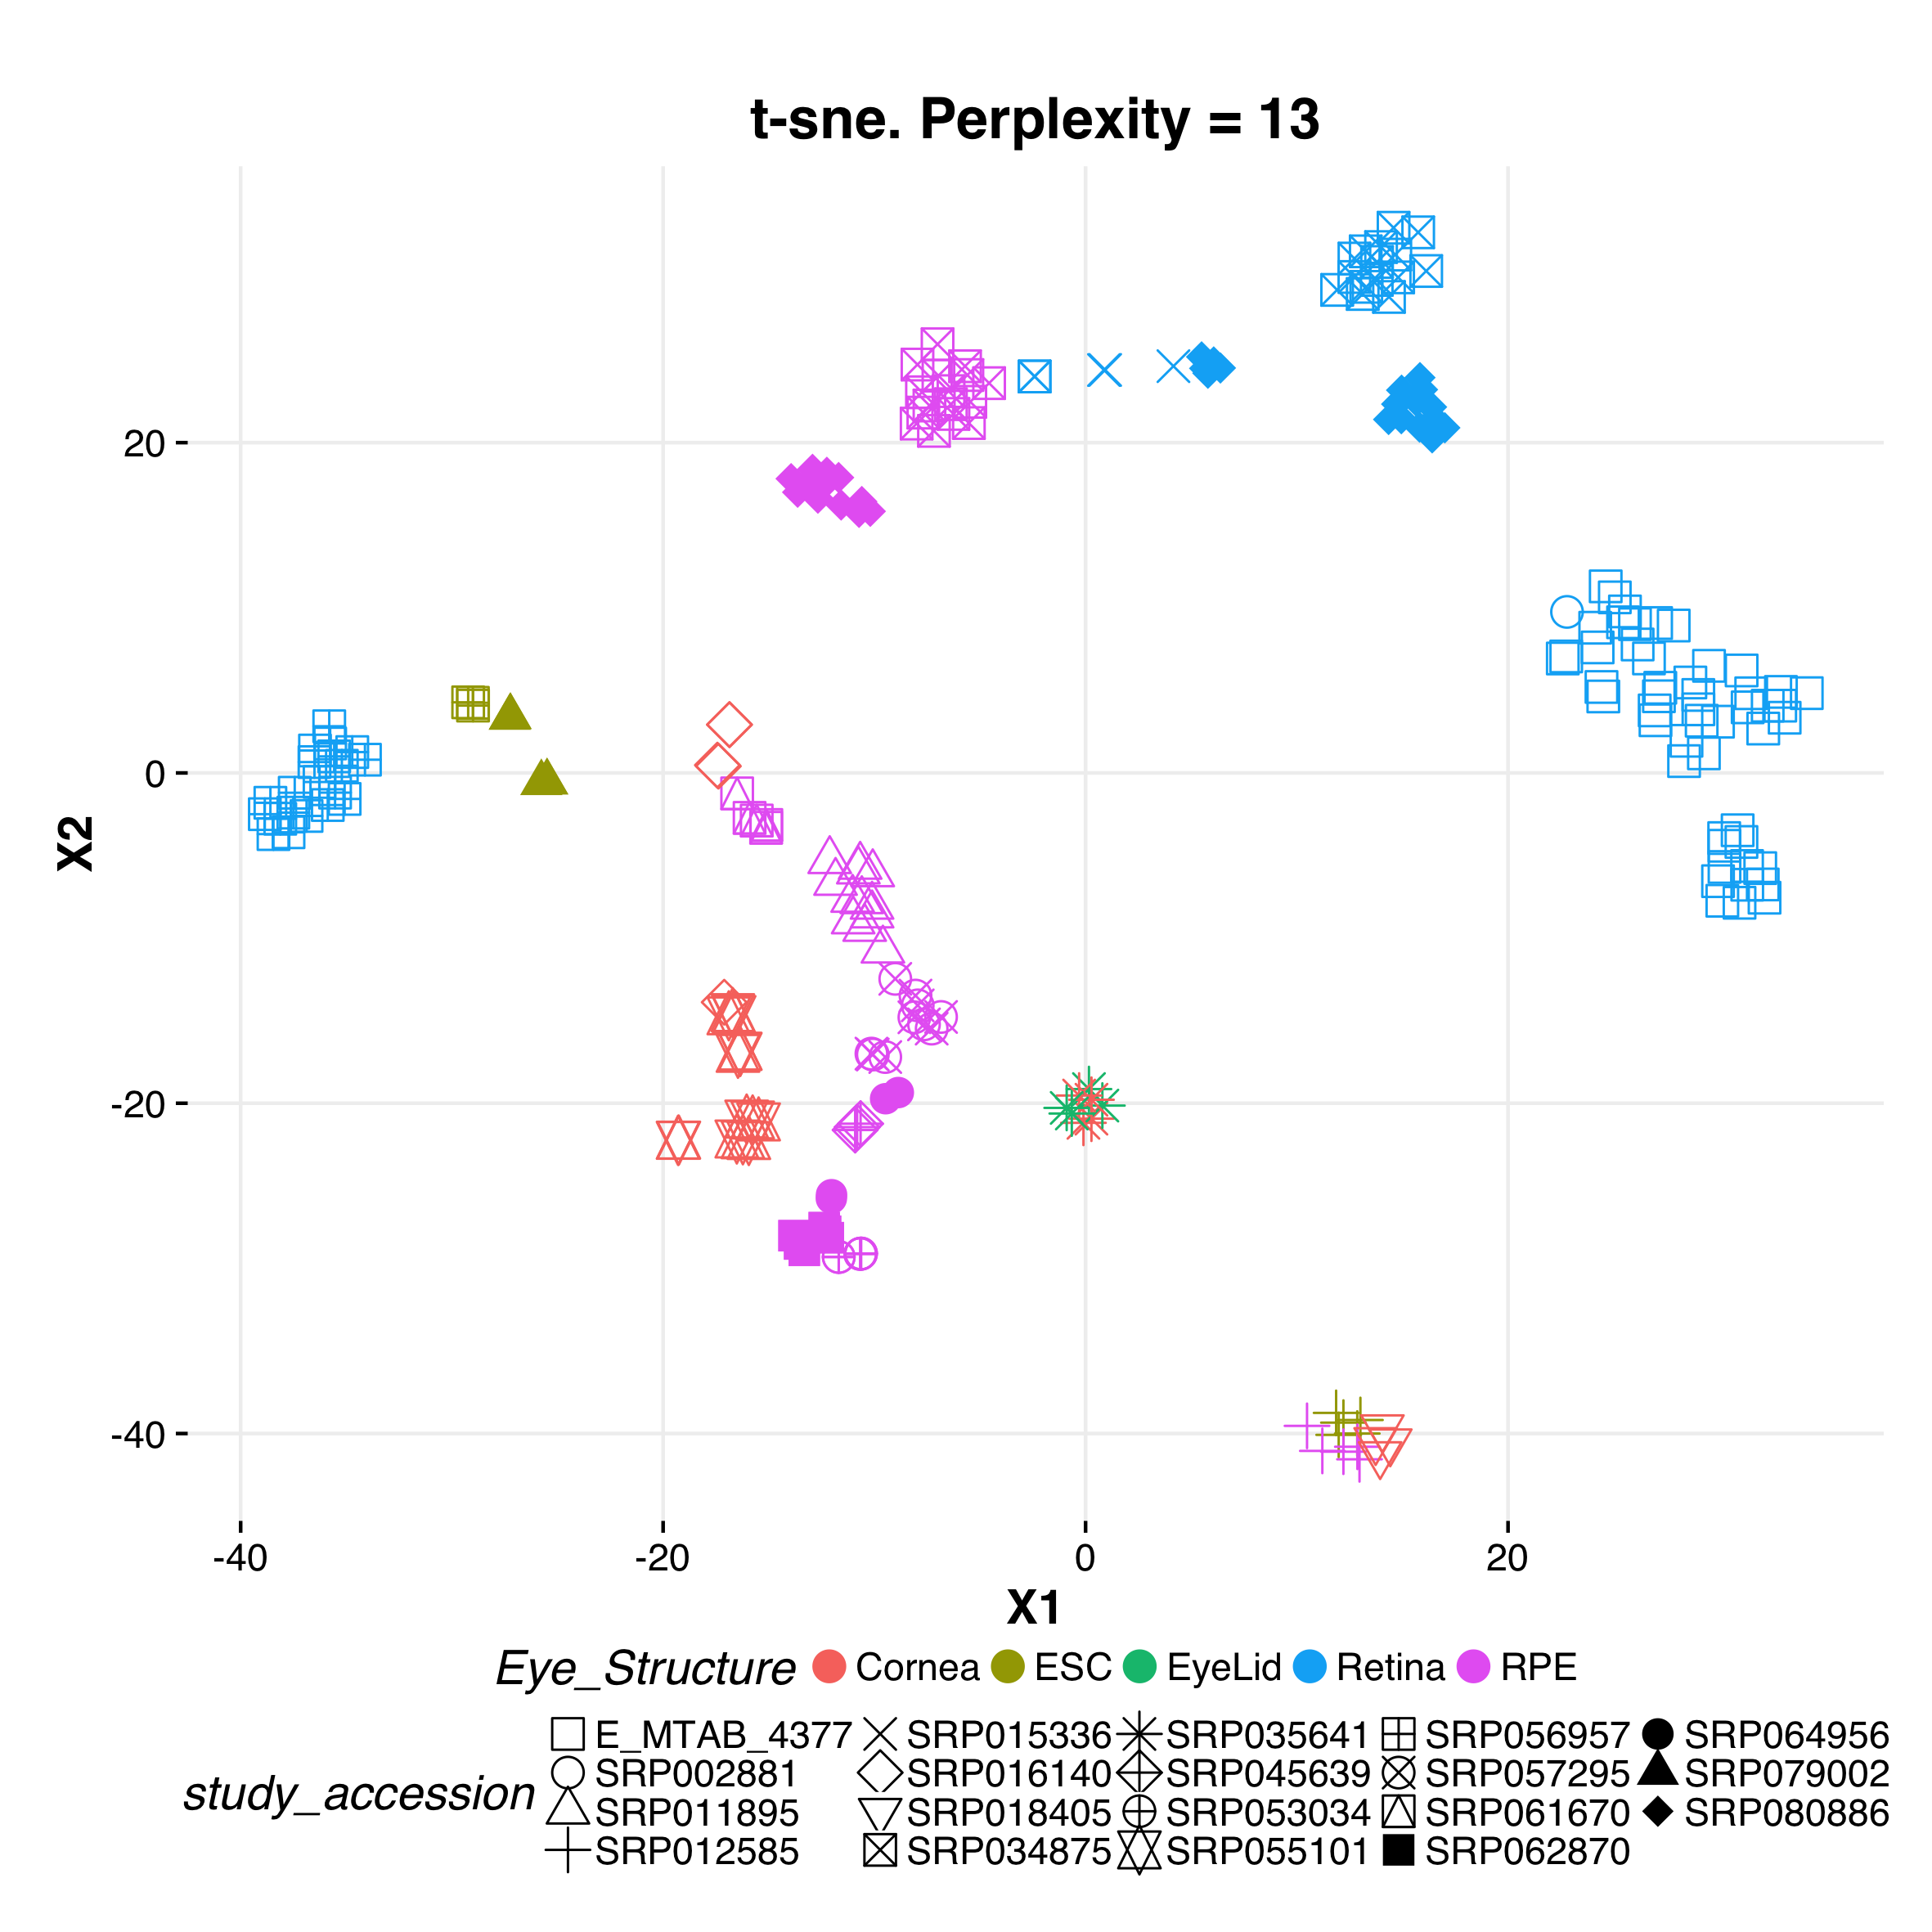 t-sne. Perplexity = 13
X2
20
0
-20
-40
-40 -20 0 20
X1
Eye_Structure Cornea ESC EyeLid Retina RPE
study_accession
E_MTAB_4377 SRP015336 SRP035641 SRP056957 SRP064956
SRP002881 SRP016140 SRP045639 SRP057295 SRP079002
SRP011895 SRP018405 SRP053034 SRP061670 SRP080886
SRP012585 SRP034875 SRP055101 SRP062870